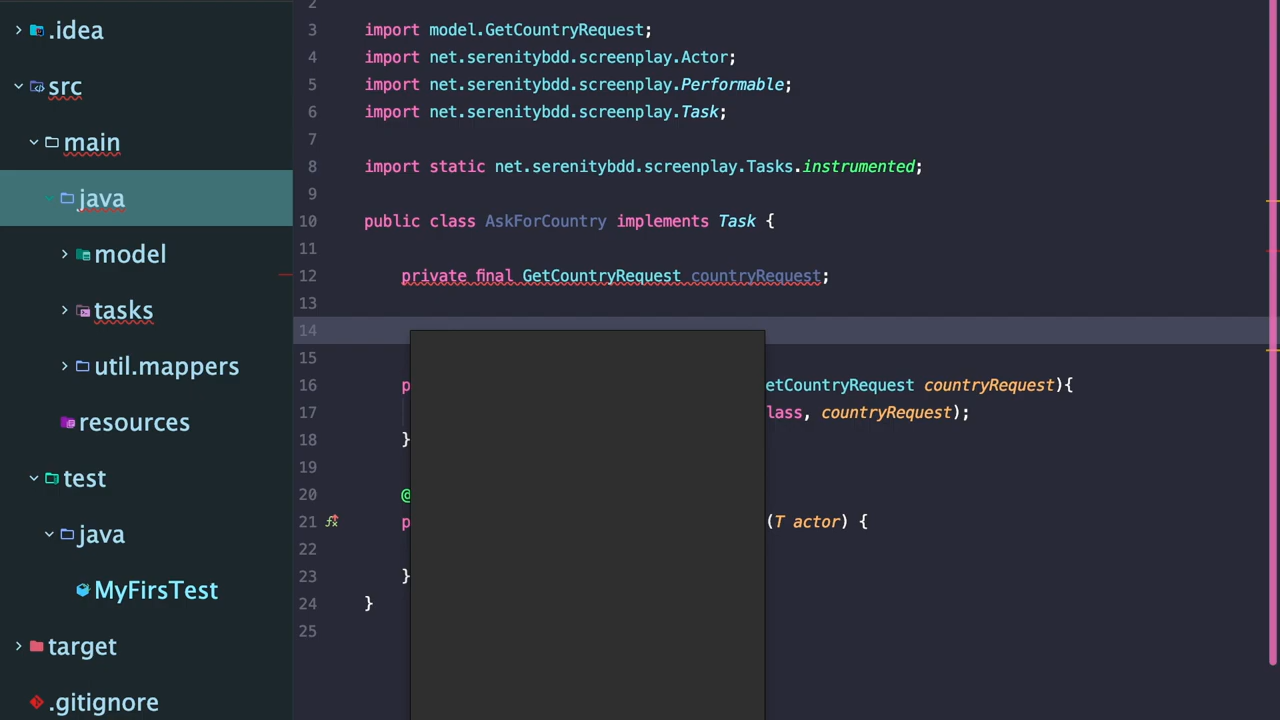 .idea
src
main
java
model
tasks
util.mappers
resources
test
java
MyFirsTest
target
.gitignore
2
3 import model.GetCountryRequest;
4 import net.serenitybdd.screenplay.Actor;
5 import net.serenitybdd.screenplay.Performable;
6 import net.serenitybdd.screenplay.Task;
7
8 import static net.serenitybdd.screenplay.Tasks.instrumented;
9
10 public class AskForCountry implements Task {
11
12 private final GetCountryRequest countryRequest;
13
14
15
16 p etCountryRequest countryRequest){
17 lass, countryRequest);
18 }
19
20 @
21 p (T actor) {
22
23 }
24 }
25